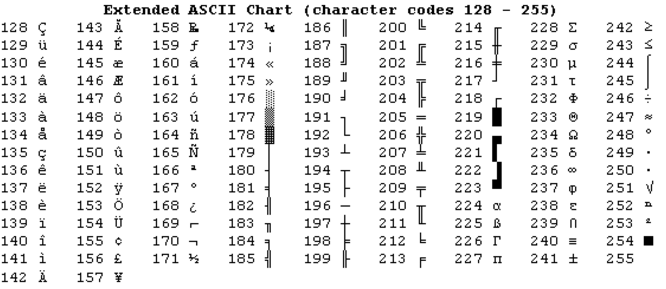 Extended ASCII Chart (character codes 128 - 255)
128 Ç 143 Å 158 ₧ 172 ¼ 186 ║ 200 ╚ 214 ╓ 228 Σ 242 ≥
129 ü 144 É 159 ƒ 173 ¡ 187 ╗ 201 ╔ 215 ╫ 229 σ 243 ≤
130 é 145 æ 160 á 174 « 188 ╝ 202 ╩ 216 ╪ 230 µ 244 ⌠
131 â 146 Æ 161 í 175 » 189 ╜ 203 ╦ 217 ┘ 231 τ 245 ⌡
132 ä 147 ô 162 ó 176 ░ 190 ╛ 204 ╠ 218 ┌ 232 Φ 246 ÷
133 à 148 ö 163 ú 177 ▒ 191 ┐ 205 ═ 219 █ 233 Θ 247 ≈
134 å 149 ò 164 ñ 178 ▓ 192 └ 206 ╬ 220 ▄ 234 Ω 248 °
135 ç 150 û 165 Ñ 179 │ 193 ┴ 207 ╧ 221 ▌ 235 δ 249 ∙
136 ê 151 ù 166 ª 180 ┤ 194 ┬ 208 ╨ 222 ▐ 236 ∞ 250 ·
137 ë 152 ÿ 167 º 181 ╡ 195 ├ 209 ╤ 223 ▀ 237 φ 251 √
138 è 153 Ö 168 ¿ 182 ╢ 196 ─ 210 ╥ 224 α 238 ε 252 ⁿ
139 ï 154 Ü 169 ⌐ 183 ╖ 197 ┼ 211 ╙ 225 ß 239 ∩ 253 ²
140 î 155 ¢ 170 ¬ 184 ╕ 198 ╞ 212 ╘ 226 Γ 240 ≡ 254 ■
141 ì 156 £ 171 ½ 185 ╣ 199 ╟ 213 ╒ 227 π 241 ± 255
142 Ä 157 ¥